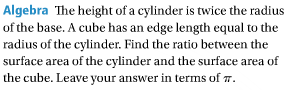 Algebra The height of a cylinder is twice the radius
of the base. A cube has an edge length equal to the
radius of the cylinder. Find the ratio between the
surface area of the cylinder and the surface area of
the cube. Leave your answer in terms of π.